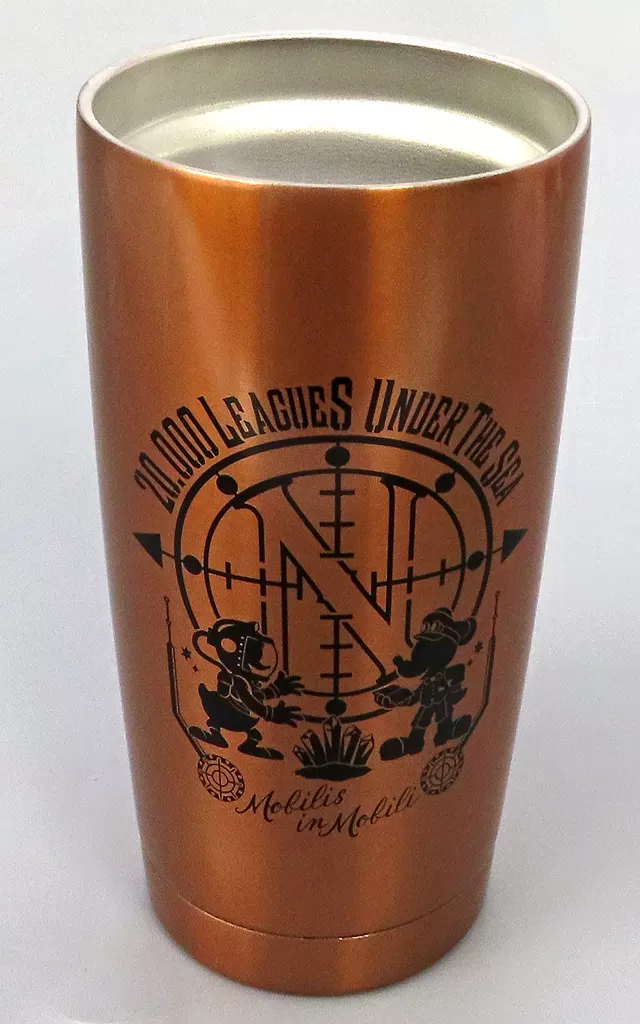 20,000 LEAGUES UNDER THE SEA
N
Mobilis
in Mobili